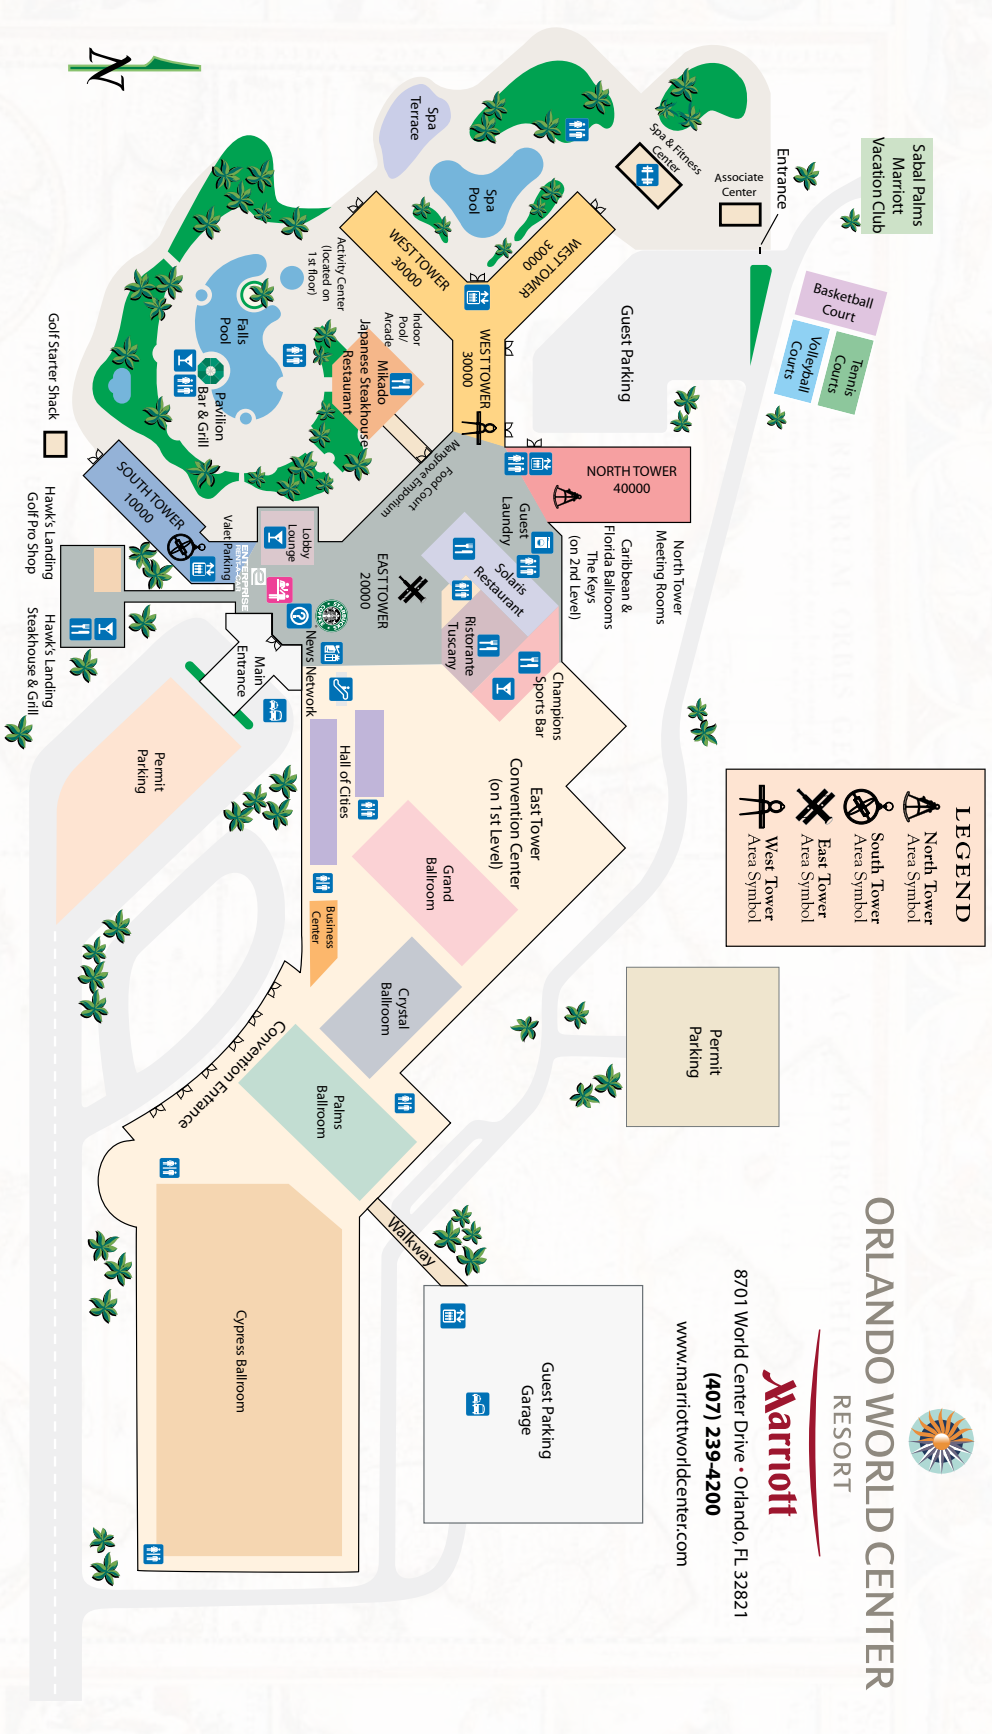 ORLANDO WORLD CENTER
RESORT
Marriott
8701 World Center Drive • Orlando, FL 32821
(407) 239-4200
www.marriottworldcenter.com
LEGEND
North Tower
Area Symbol
South Tower
Area Symbol
East Tower
Area Symbol
West Tower
Area Symbol
Sabal Palms
Marriott
Vacation Club
Entrance
Associate
Center
Spa & Fitness
Center
Basketball
Court
Volleyball
Courts
Tennis
Courts
Guest Parking
Spa
Terrace
Spa
Pool
WEST TOWER
30000
WEST TOWER
30000
WEST TOWER
30000
NORTH TOWER
40000
North Tower
Meeting Rooms
Caribbean &
Florida Ballrooms
The Keys
(on 2nd Level)
Guest
Laundry
Activity Center
(located on
1st floor)
Indoor
Pool/
Arcade
Mikado
Japanese Steakhouse
Restaurant
Falls
Pool
Pavilion
Bar & Grill
Food Court
Mangrove Emporium
Golf Starter Shack
SOUTH TOWER
10000
Valet Parking
ENTERPRISE
RENT-A-CAR
Lobby
Lounge
EAST TOWER
20000
Solaris
Restaurant
Ristorante
Tuscany
Champions
Sports Bar
STARBUCKS
News Network
Main
Entrance
Hawk's Landing
Golf Pro Shop
Hawk's Landing
Steakhouse & Grill
Permit
Parking
Hall of Cities
East Tower
Convention Center
(on 1st Level)
Grand
Ballroom
Business
Center
Crystal
Ballroom
Convention Entrance
Palms
Ballroom
Permit
Parking
Walkway
Guest Parking
Garage
Cypress Ballroom
N